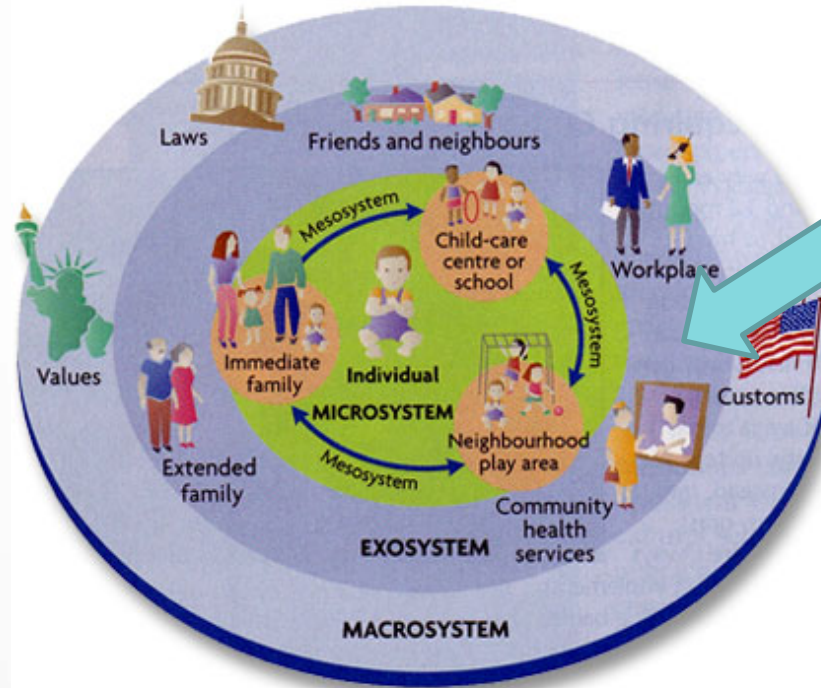 Laws
Friends and neighbours
Mesosystem
Child-care
centre or
school
Workplace
Mesosystem
Values
Immediate
family
Individual
MICROSYSTEM
Customs
Neighbourhood
play area
Mesosystem
Extended
family
Community
health
services
EXOSYSTEM
MACROSYSTEM